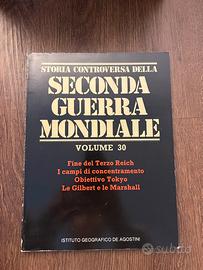 STORIA CONTROVERSA DELLA
SECONDA
GUERRA
MONDIALE
VOLUME 30
Fine del Terzo Reich
I campi di concentramento
Obiettivo Tokyo
Le Gilbert e le Marshall
ISTITUTO GEOGRAFICO DE AGOSTINI
subito